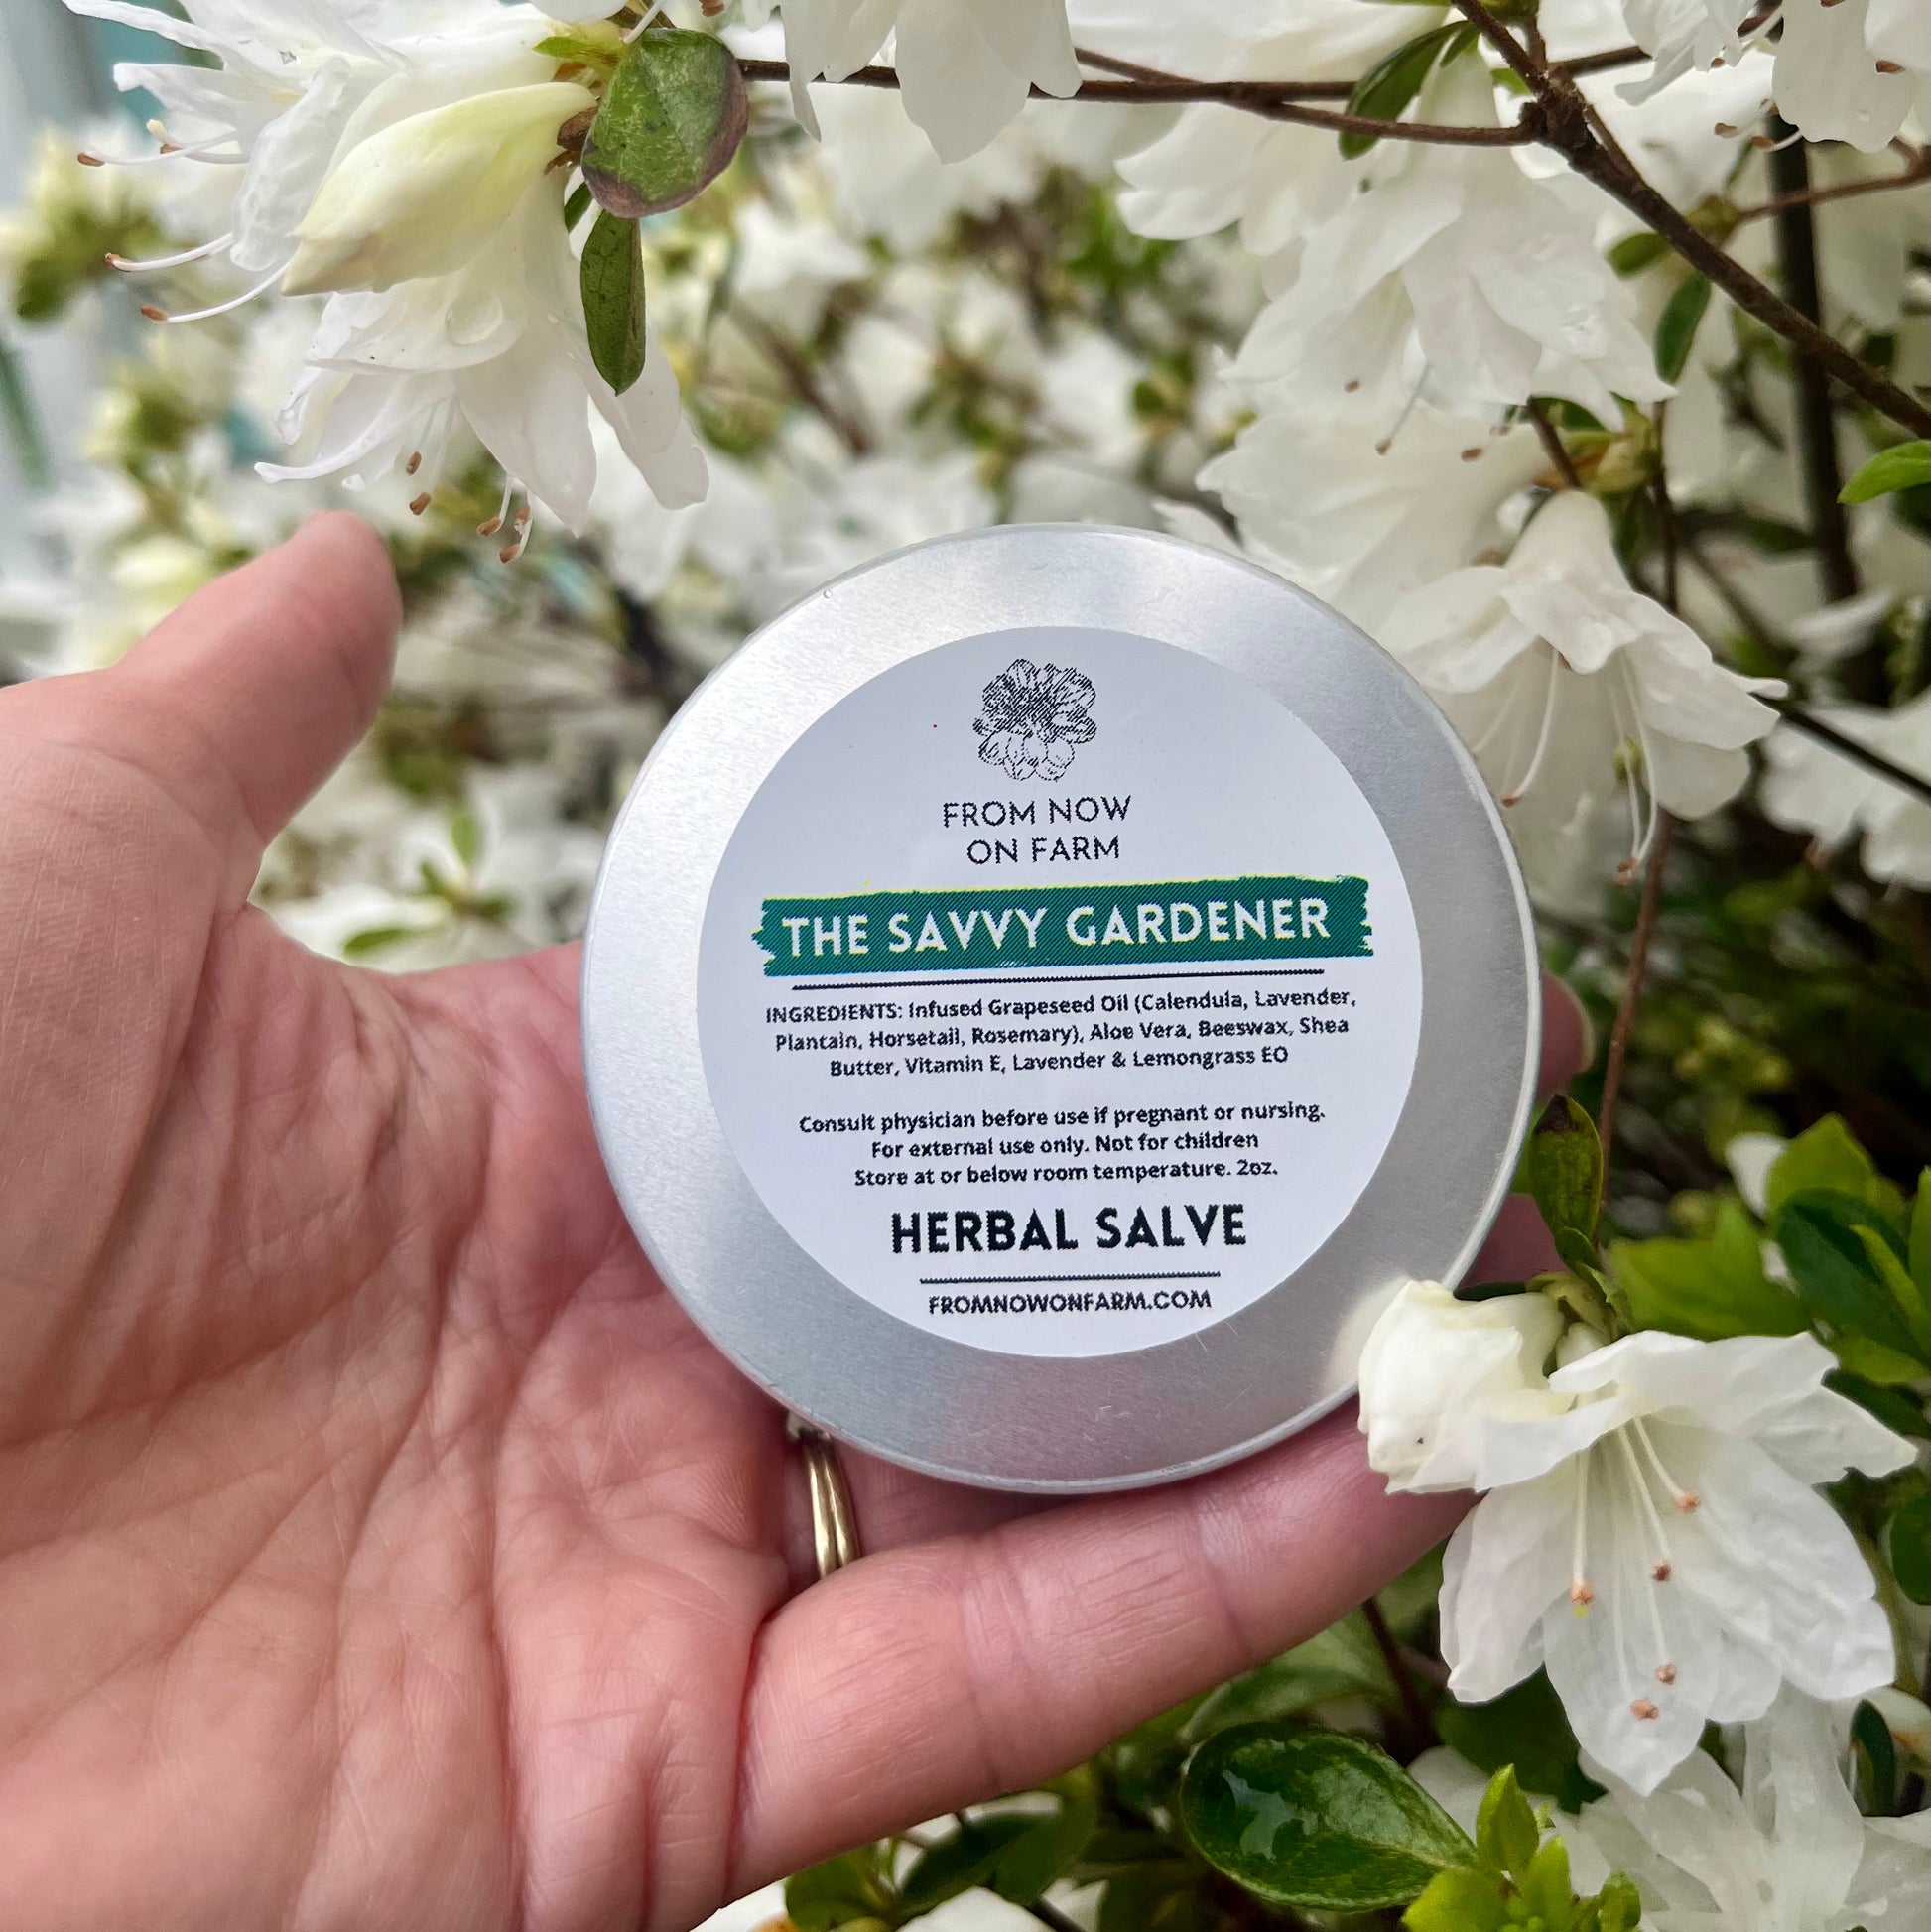 FROM NOW
ON FARM
THE SAVVY GARDENER
INGREDIENTS: Infused Grapeseed Oil (Calendula, Lavender,
Plantain, Horsetail, Rosemary), Aloe Vera, Beeswax, Shea
Butter, Vitamin E, Lavender & Lemongrass EO
Consult physician before use if pregnant or nursing.
For external use only. Not for children
Store at or below room temperature. 2oz.
HERBAL SALVE
FROMNOWONFARM.COM